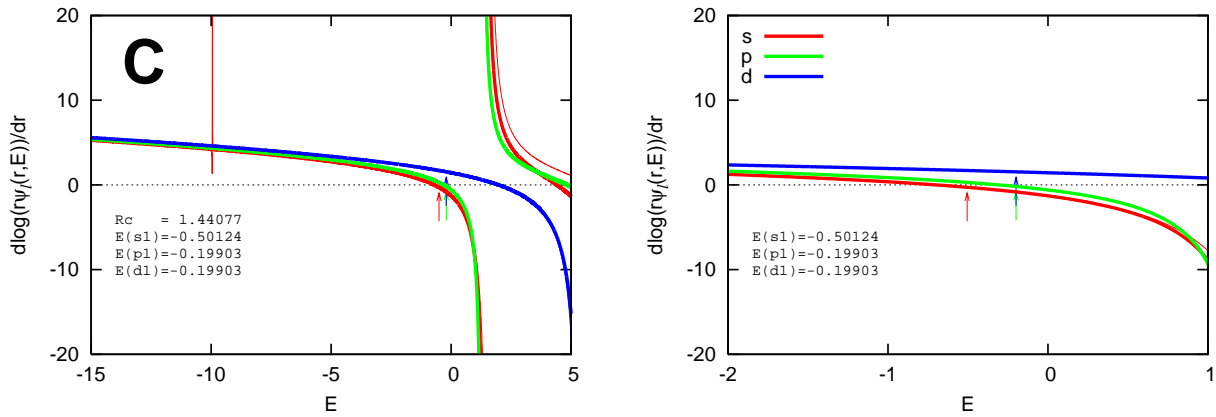 C
dlog(rψl(r,E))/dr
20
10
0
-10
-20
Rc = 1.44077
E(s1)=-0.50124
E(p1)=-0.19903
E(d1)=-0.19903
-15
-10
-5
0
5
E
s
p
d
dlog(rψl(r,E))/dr
20
10
0
-10
-20
E(s1)=-0.50124
E(p1)=-0.19903
E(d1)=-0.19903
-2
-1
0
1
E